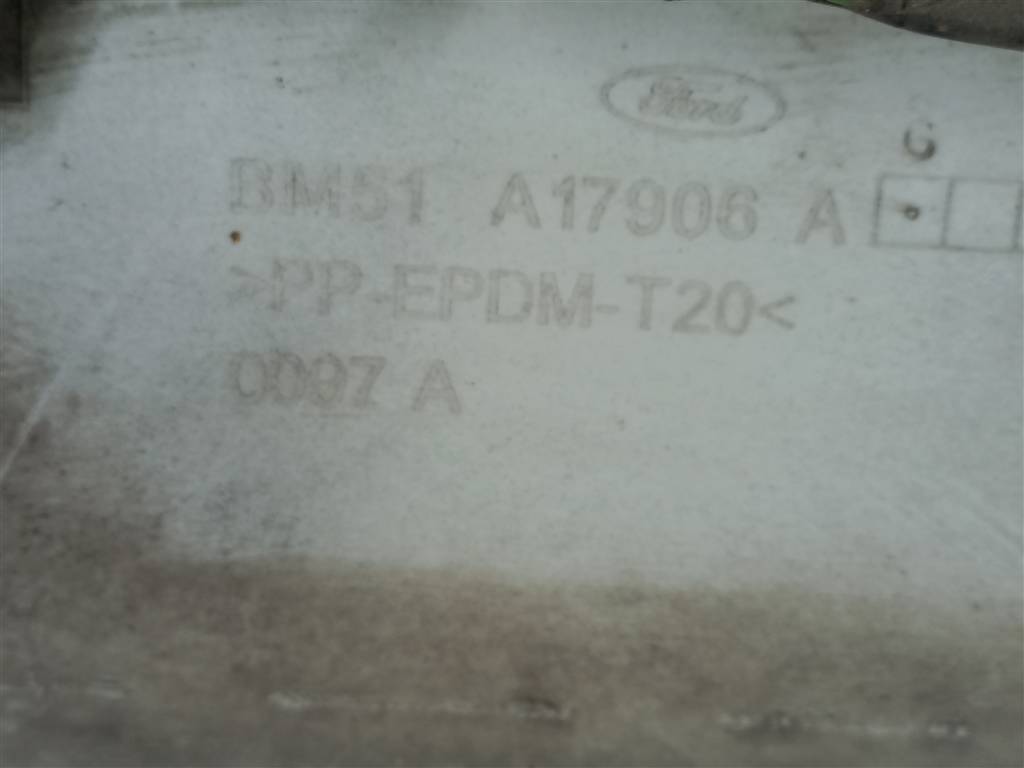 Ford
G
BM51 A17906 A
>PP-EPDM-T20<
0097 A